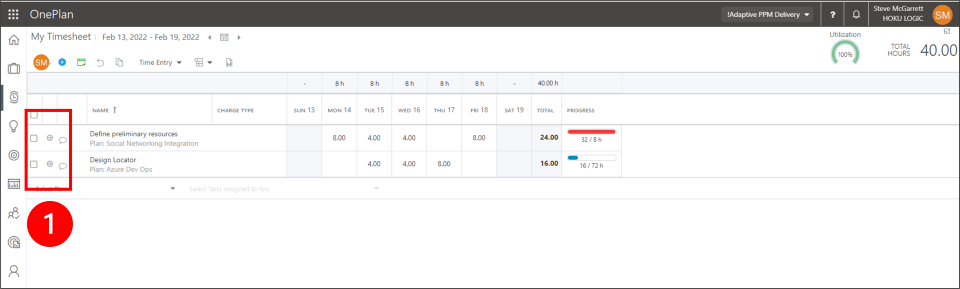 OnePlan
!Adaptive PPM Delivery
?
Steve McGarrett
HOKU LOGIC
SM
My Timesheet
Feb 13, 2022 - Feb 19, 2022
Utilization
100%
TOTAL
HOURS
40.00
SM
Time Entry
- 8 h 8 h 8 h 8 h 8 h - 40.00 h
NAME CHARGE TYPE SUN 13 MON 14 TUE 15 WED 16 THU 17 FRI 18 SAT 19 TOTAL PROGRESS
Define preliminary resources
Plan: Social Networking Integration
8.00 4.00 4.00 8.00 24.00
32 / 8 h
Design Locator
Plan: Azure Dev Ops
4.00 4.00 8.00 16.00
16 / 72 h
Select Tasks Assigned to You
1